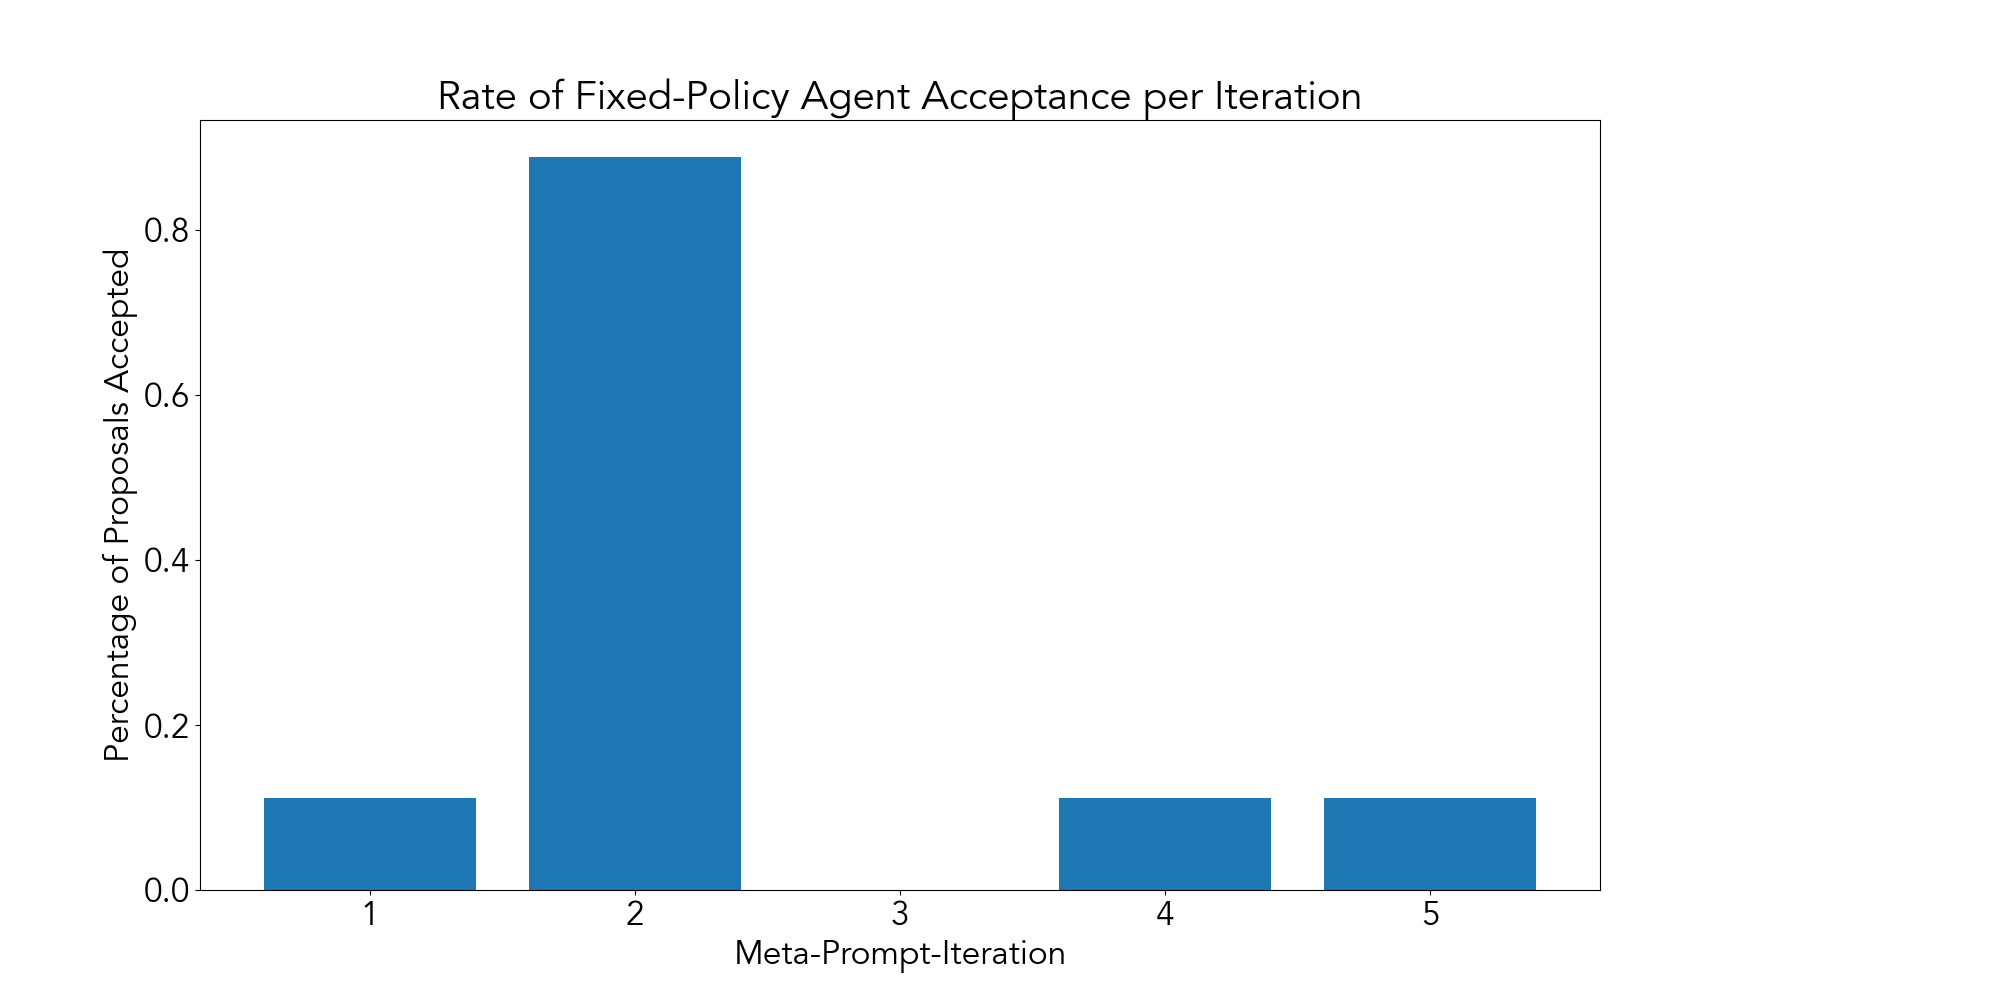 Rate of Fixed-Policy Agent Acceptance per Iteration
Percentage of Proposals Accepted
0.8
0.6
0.4
0.2
0.0
1 2 3 4 5
Meta-Prompt-Iteration